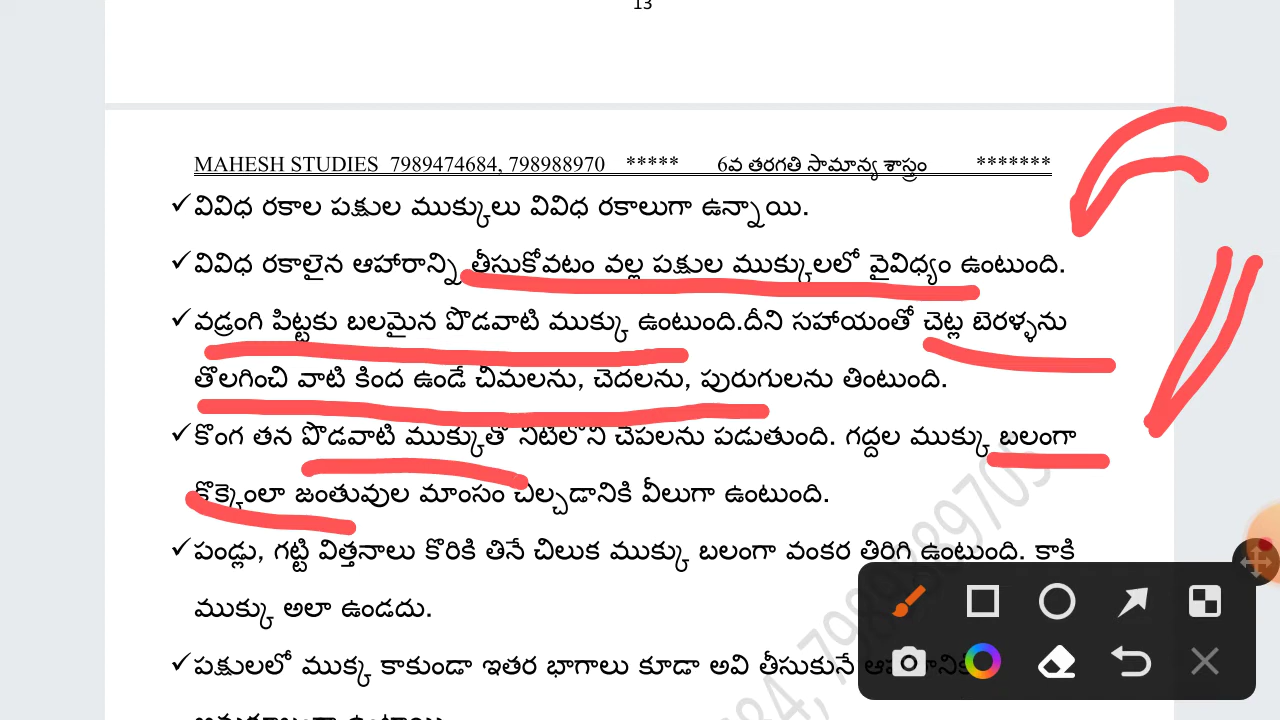 13
MAHESH STUDIES 7989474684, 798988970 ***** 6వ తరగతి సామాన్య శాస్త్రం *******
✓వివిధ రకాల పక్షుల ముక్కులు వివిధ రకాలుగా ఉన్నాయి.
✓వివిధ రకాలైన ఆహారాన్ని తీసుకోవటం వల్ల పక్షుల ముక్కులలో వైవిధ్యం ఉంటుంది.
✓వడ్రంగి పిట్టకు బలమైన పొడవాటి ముక్కు ఉంటుంది.దీని సహాయంతో చెట్ల బెరళ్ళను
తొలగించి వాటి కింద ఉండే చీమలను, చెదలను, పురుగులను తింటుంది.
✓కొంగ తన పొడవాటి ముక్కుతో నీటిలోని చేపలను పడుతుంది. గద్దల ముక్కు బలంగా
కొక్కెంలా జంతువుల మాంసం చీల్చడానికి వీలుగా ఉంటుంది.
✓పండ్లు, గట్టి విత్తనాలు కొరికి తినే చిలుక ముక్కు బలంగా వంకర తిరిగి ఉంటుంది. కాకి
ముక్కు అలా ఉండదు.
✓పక్షులలో ముక్కు కాకుండా ఇతర భాగాలు కూడా అవి తీసుకునే